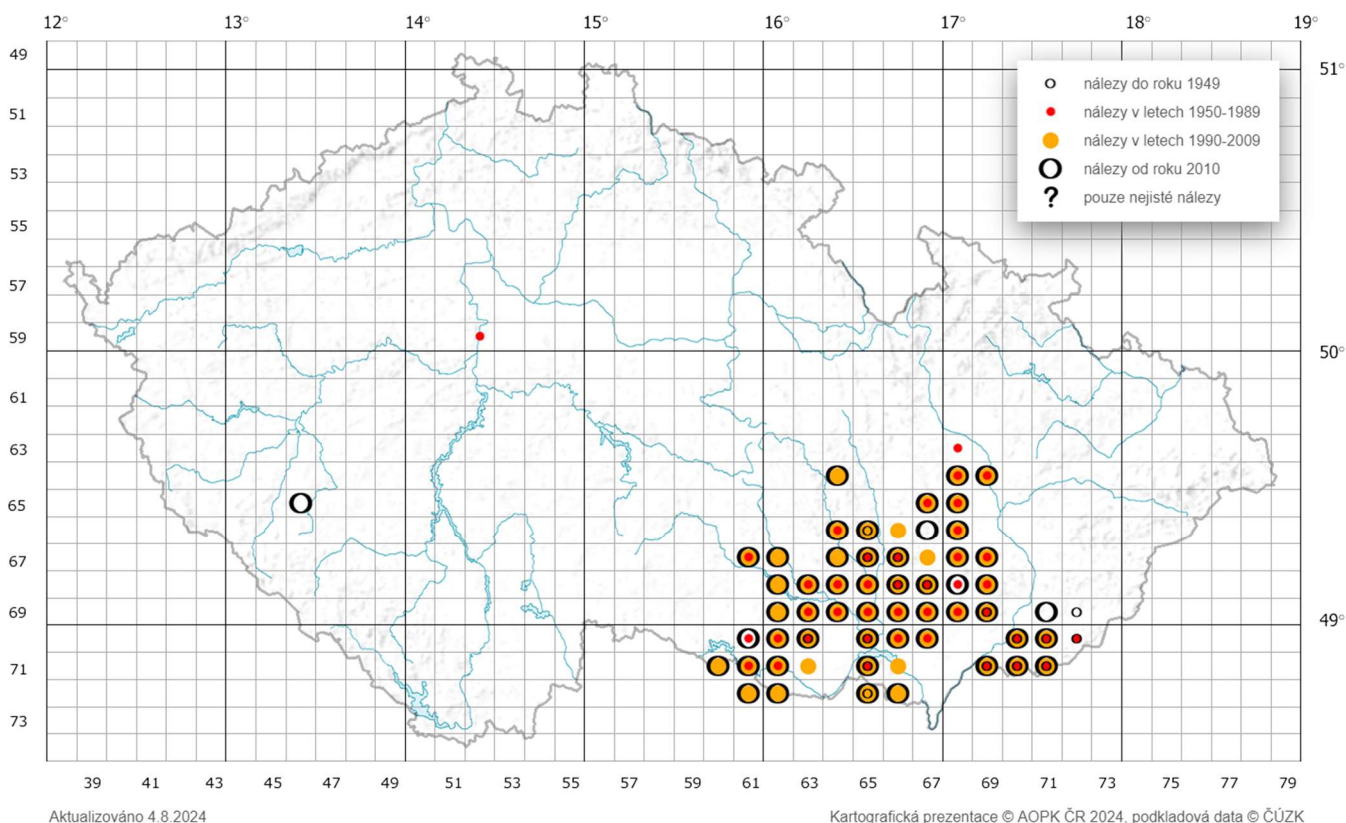 12° 13° 14° 15° 16° 17° 18° 19°
49
51°
nálezy do roku 1949
51
nálezy v letech 1950-1989
nálezy v letech 1990-2009
53
nálezy od roku 2010
? pouze nejisté nálezy
55
57
59
50°
61
63
65
67
69
49°
71
73
39 41 43 45 47 49 51 53 55 57 59 61 63 65 67 69 71 73 75 77 79
Aktualizováno 4.8.2024
Kartografická prezentace © AOPK ČR 2024, podkladová data © ČÚZK